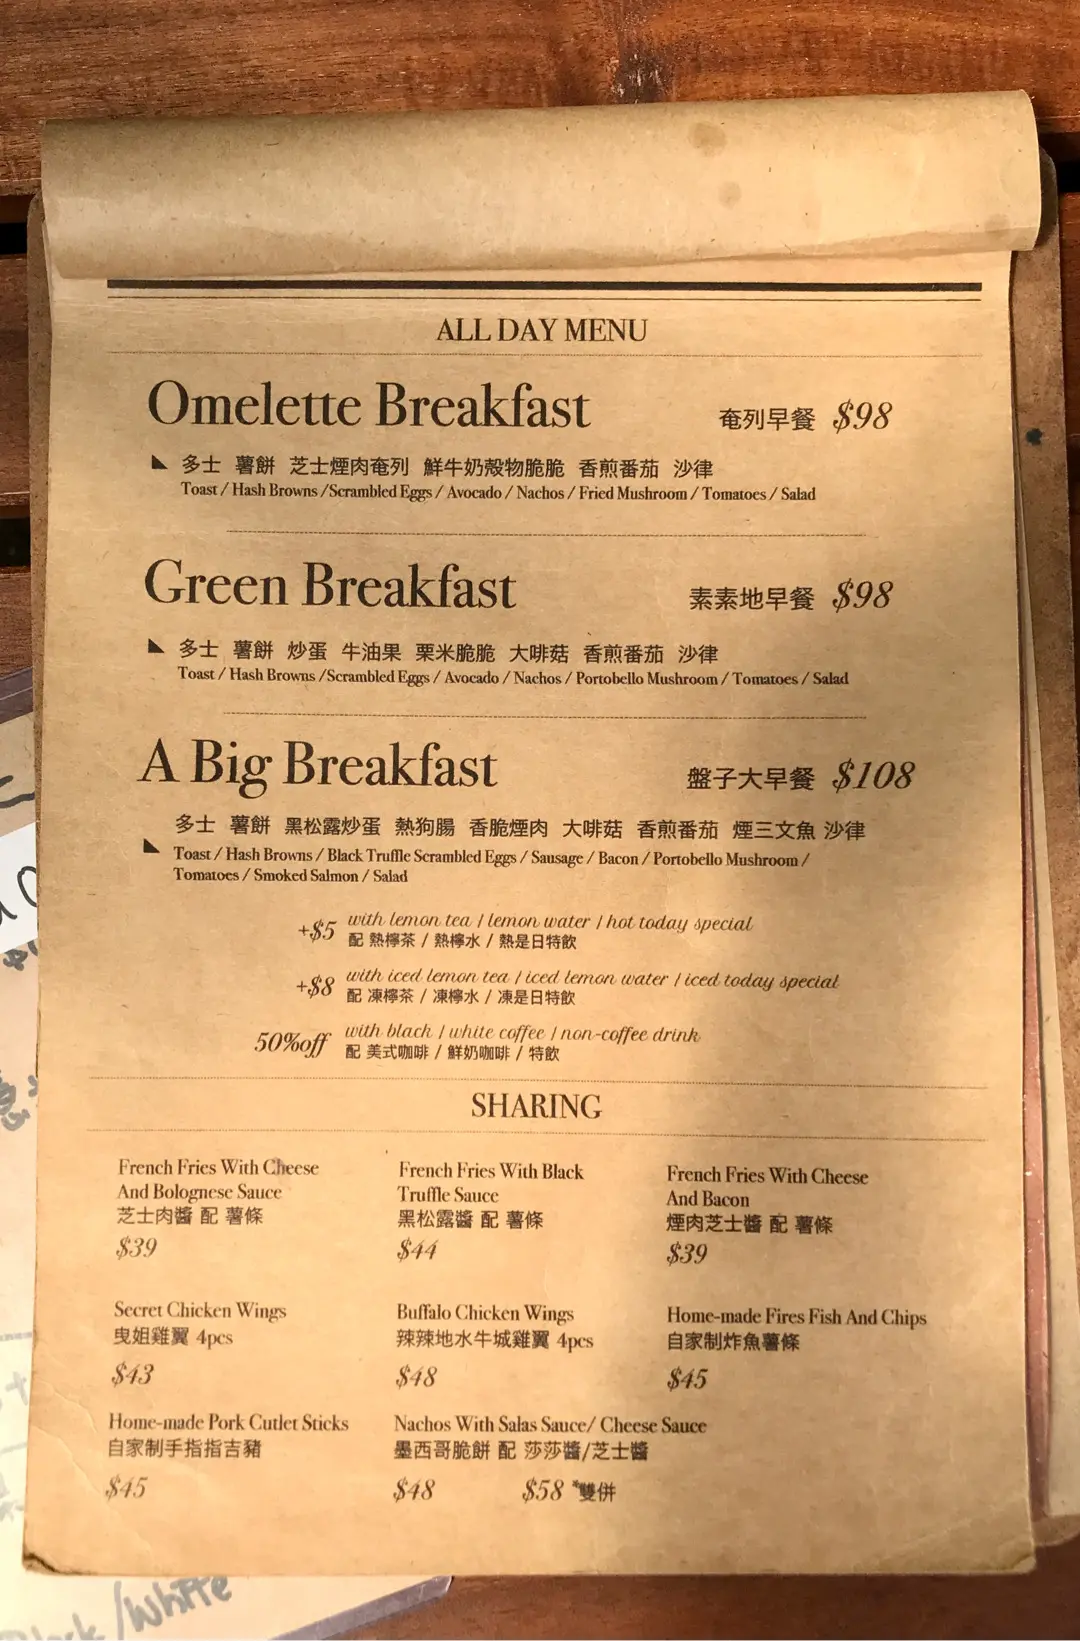 ALL DAY MENU
Omelette Breakfast 奄列早餐 $98
多士 薯餅 芝士煙肉奄列 鮮牛奶殼物脆脆 香煎番茄 沙律
Toast / Hash Browns /Scrambled Eggs / Avocado / Nachos / Fried Mushroom / Tomatoes / Salad
Green Breakfast 素素地早餐 $98
多士 薯餅 炒蛋 牛油果 栗米脆脆 大啡菇 香煎番茄 沙律
Toast / Hash Browns /Scrambled Eggs / Avocado / Nachos / Portobello Mushroom / Tomatoes / Salad
A Big Breakfast 盤子大早餐 $108
多士 薯餅 黑松露炒蛋 熱狗腸 香脆煙肉 大啡菇 香煎番茄 煙三文魚 沙律
Toast / Hash Browns / Black Truffle Scrambled Eggs / Sausage / Bacon / Portobello Mushroom /
Tomatoes / Smoked Salmon / Salad
+$5 with lemon tea / lemon water / hot today special
配 熱檸茶 / 熱檸水 / 熱是日特飲
+$8 with iced lemon tea / iced lemon water / iced today special
配 凍檸茶 / 凍檸水 / 凍是日特飲
50%off with black / white coffee / non-coffee drink
配 美式咖啡 / 鮮奶咖啡 / 特飲
SHARING
French Fries With Cheese
And Bolognese Sauce
芝士肉醬 配 薯條
$39
French Fries With Black
Truffle Sauce
黑松露醬 配 薯條
$44
French Fries With Cheese
And Bacon
煙肉芝士醬 配 薯條
$39
Secret Chicken Wings
曳姐雞翼 4pcs
$43
Buffalo Chicken Wings
辣辣地水牛城雞翼 4pcs
$48
Home-made Fires Fish And Chips
自家制炸魚薯條
$45
Home-made Pork Cutlet Sticks
自家制手指指吉豬
$45
Nachos With Salas Sauce/ Cheese Sauce
墨西哥脆餅 配 莎莎醬/芝士醬
$48 $58 *雙併
/White